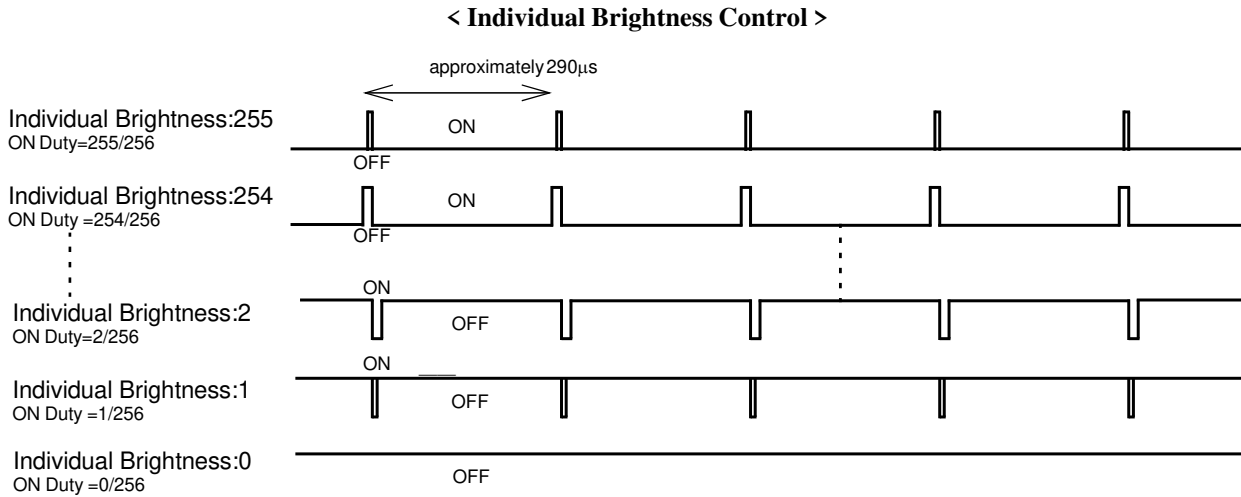 < Individual Brightness Control >
approximately 290μs
Individual Brightness:255
ON Duty=255/256
ON
OFF
Individual Brightness:254
ON Duty =254/256
ON
OFF
Individual Brightness:2
ON Duty=2/256
ON
OFF
Individual Brightness:1
ON Duty =1/256
ON
OFF
Individual Brightness:0
ON Duty =0/256
OFF